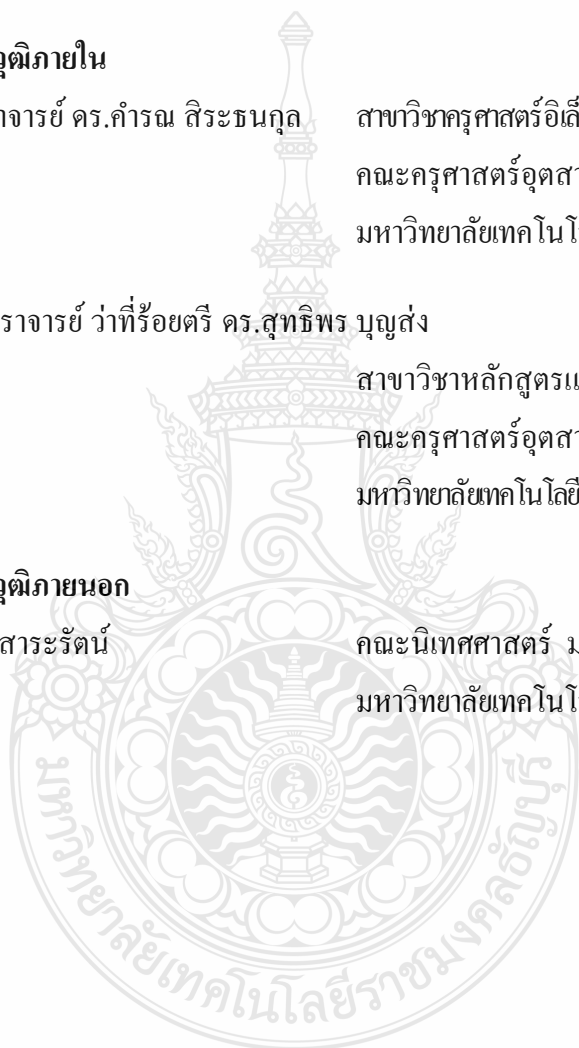 วุฒิภายใน
าจารย์ ดร.คำรณ สิระธนกุล สาขาวิชาครุศาสตร์อิเล็
คณะครุศาสตร์อุตสา
มหาวิทยาลัยเทคโนโ
ราจารย์ ว่าที่ร้อยตรี ดร.สุทธิพร บุญส่ง
สาขาวิชาหลักสูตรแ
คณะครุศาสตร์อุตสา
มหาวิทยาลัยเทคโนโลยี
วุฒิภายนอก
สาระรัตน์ คณะนิเทศศาสตร์ ม
มหาวิทยาลัยเทคโนโ
มหาวิทยาลัยเทคโนโลยีราชมงคลธัญบุรี